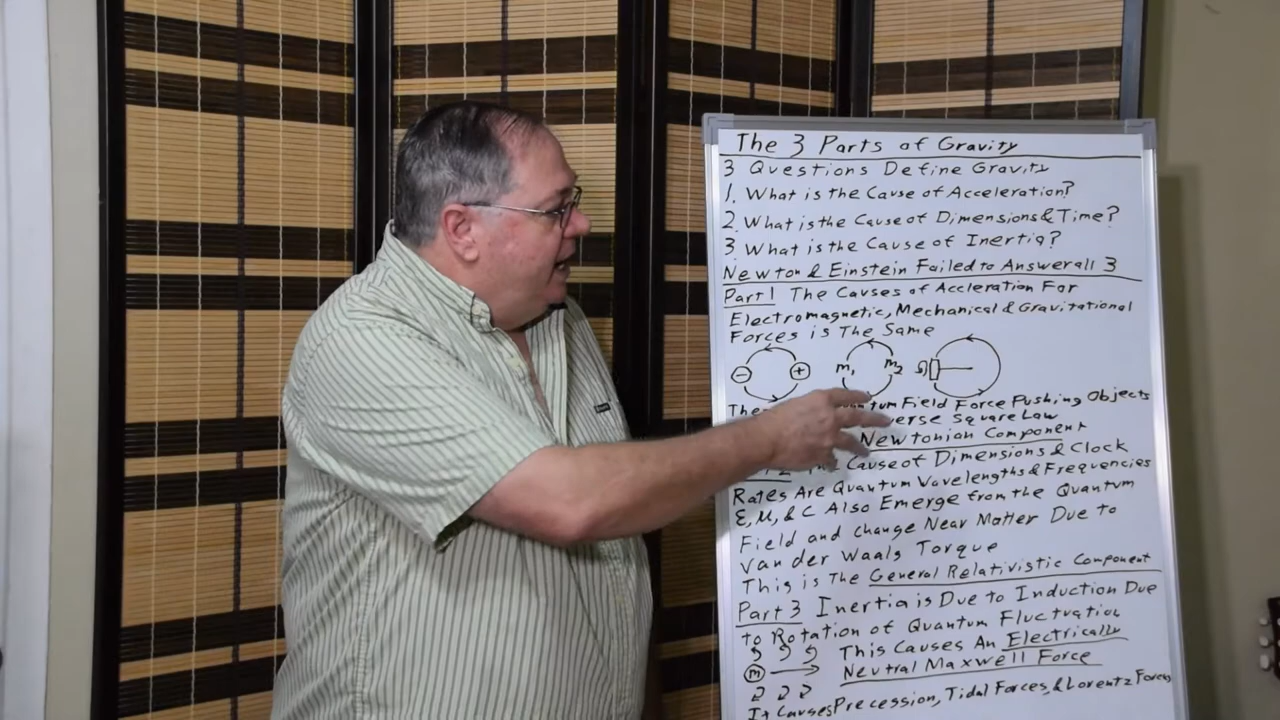 The 3 Parts of Gravity
3 Questions Define Gravity
1. What is the Cause of Acceleration?
2. What is the Cause of Dimensions & Time?
3 What is the Cause of Inertia?
Newton & Einstein Failed to Answer all 3
Part 1 The Causes of Accleration For
Electromagnetic, Mechanical & Gravitational
Forces is The Same
- + m₁ m₂
The Field Force Pushing Objects
Square Law
Newtonian Component
2 The Cause of Dimensions & Clock
Rates Are Quantum Wavelengths & Frequencies
E, M, & C Also Emerge from the Quantum
Field and Change Near Matter Due to
Van der Waals Torque
This is The General Relativistic Component
Part 3 Inertia is Due to Induction Due
to Rotation of Quantum Fluctuation
This Causes An Electrically
m Neutral Maxwell Force
It Causes Precession, Tidal Forces, & Lorentz Forces